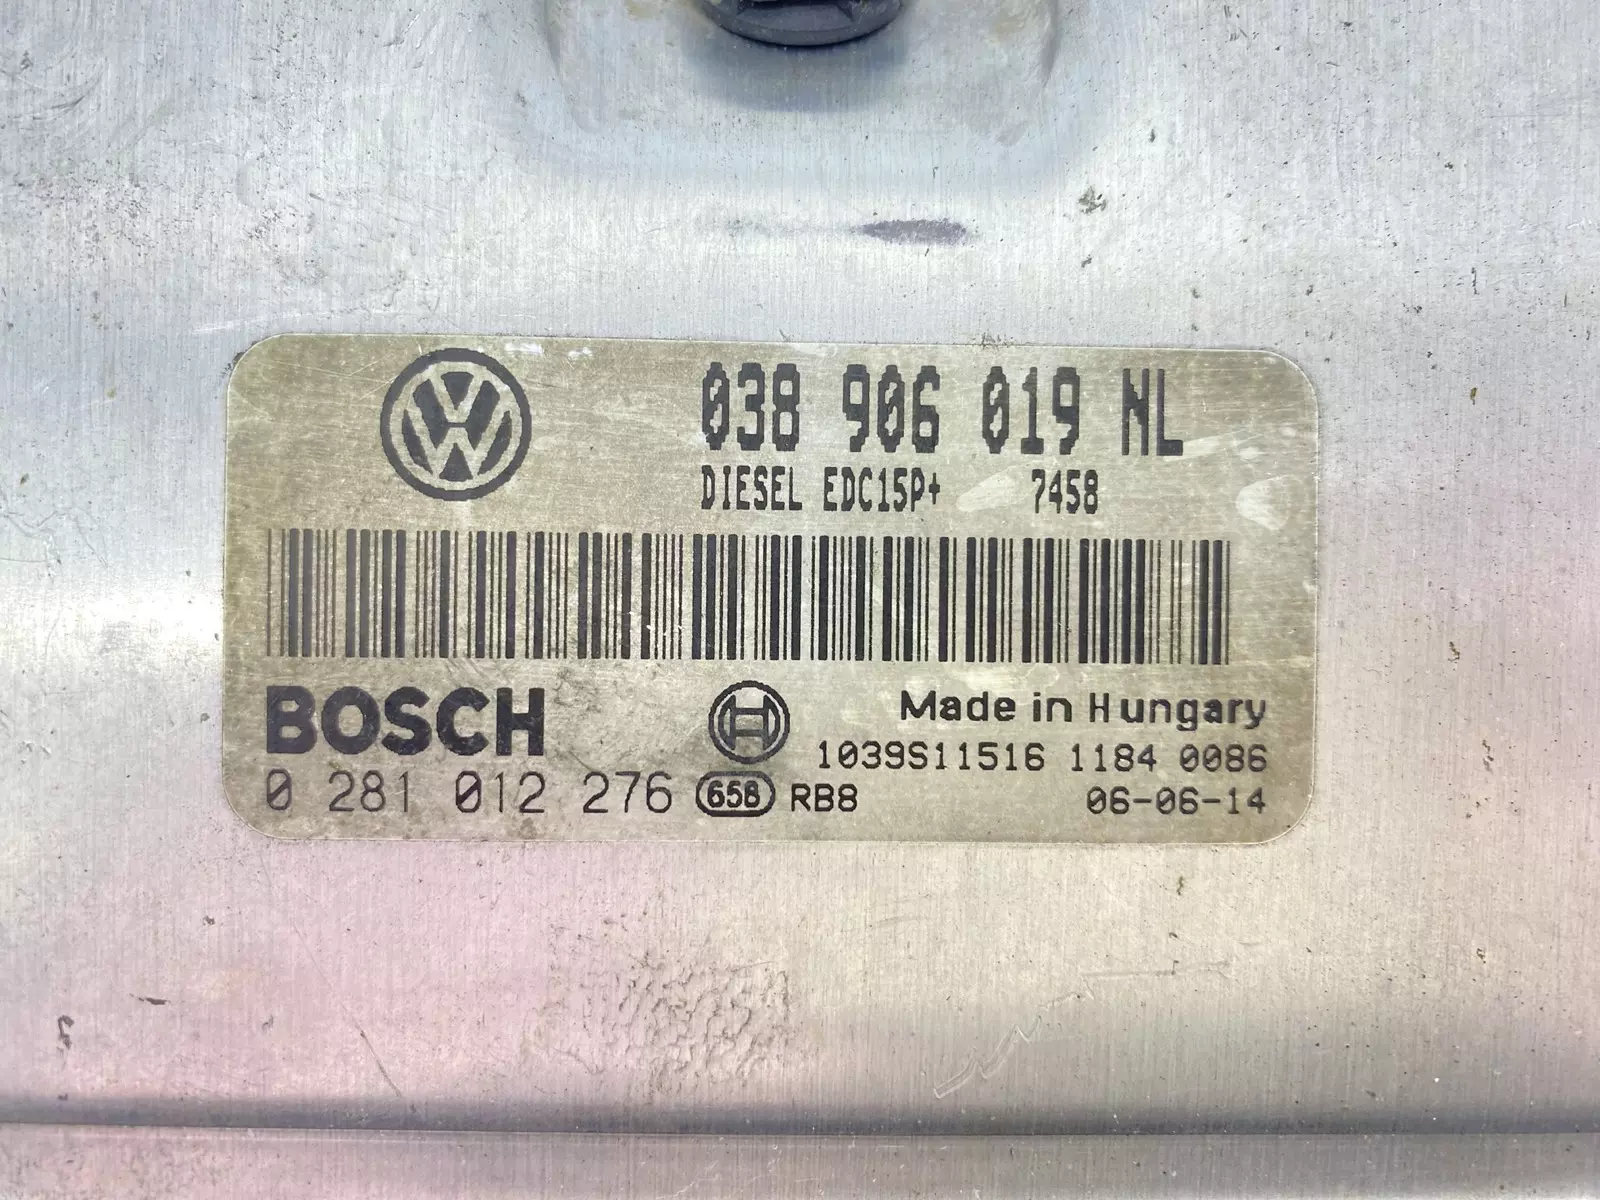 038 906 019 NL
DIESEL EDC15P+ 7458
BOSCH
Made in Hungary
1039S11516 1184 0086
0 281 012 276 658 RB8 06-06-14